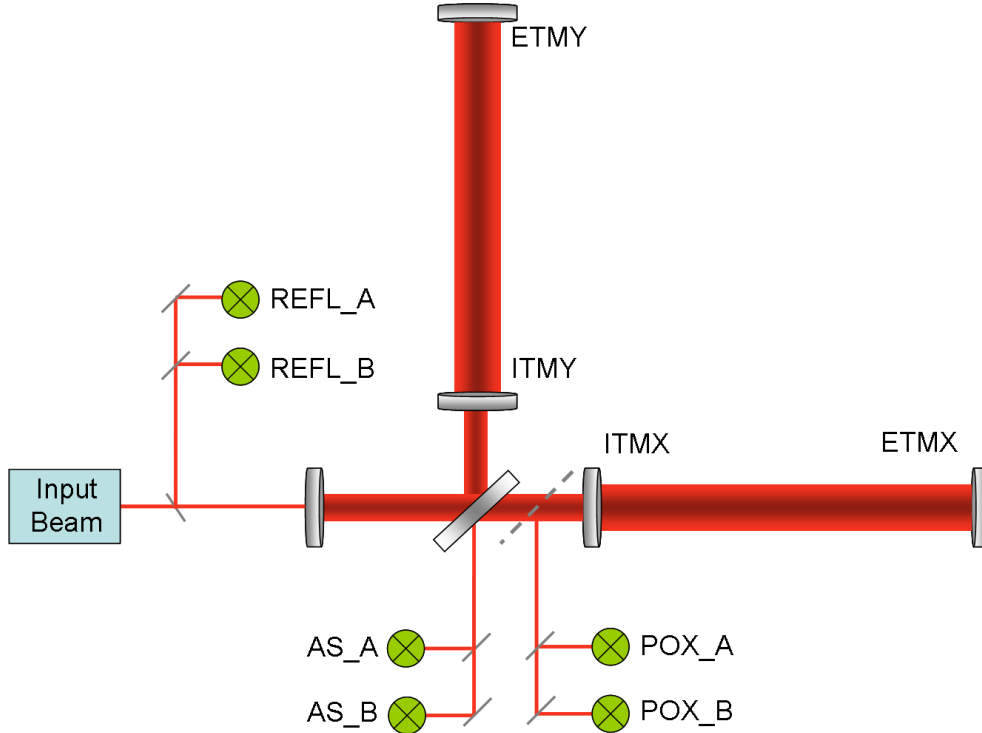 ETMY
REFL_A
REFL_B
ITMY
ITMX
ETMX
Input
Beam
AS_A
POX_A
AS_B
POX_B